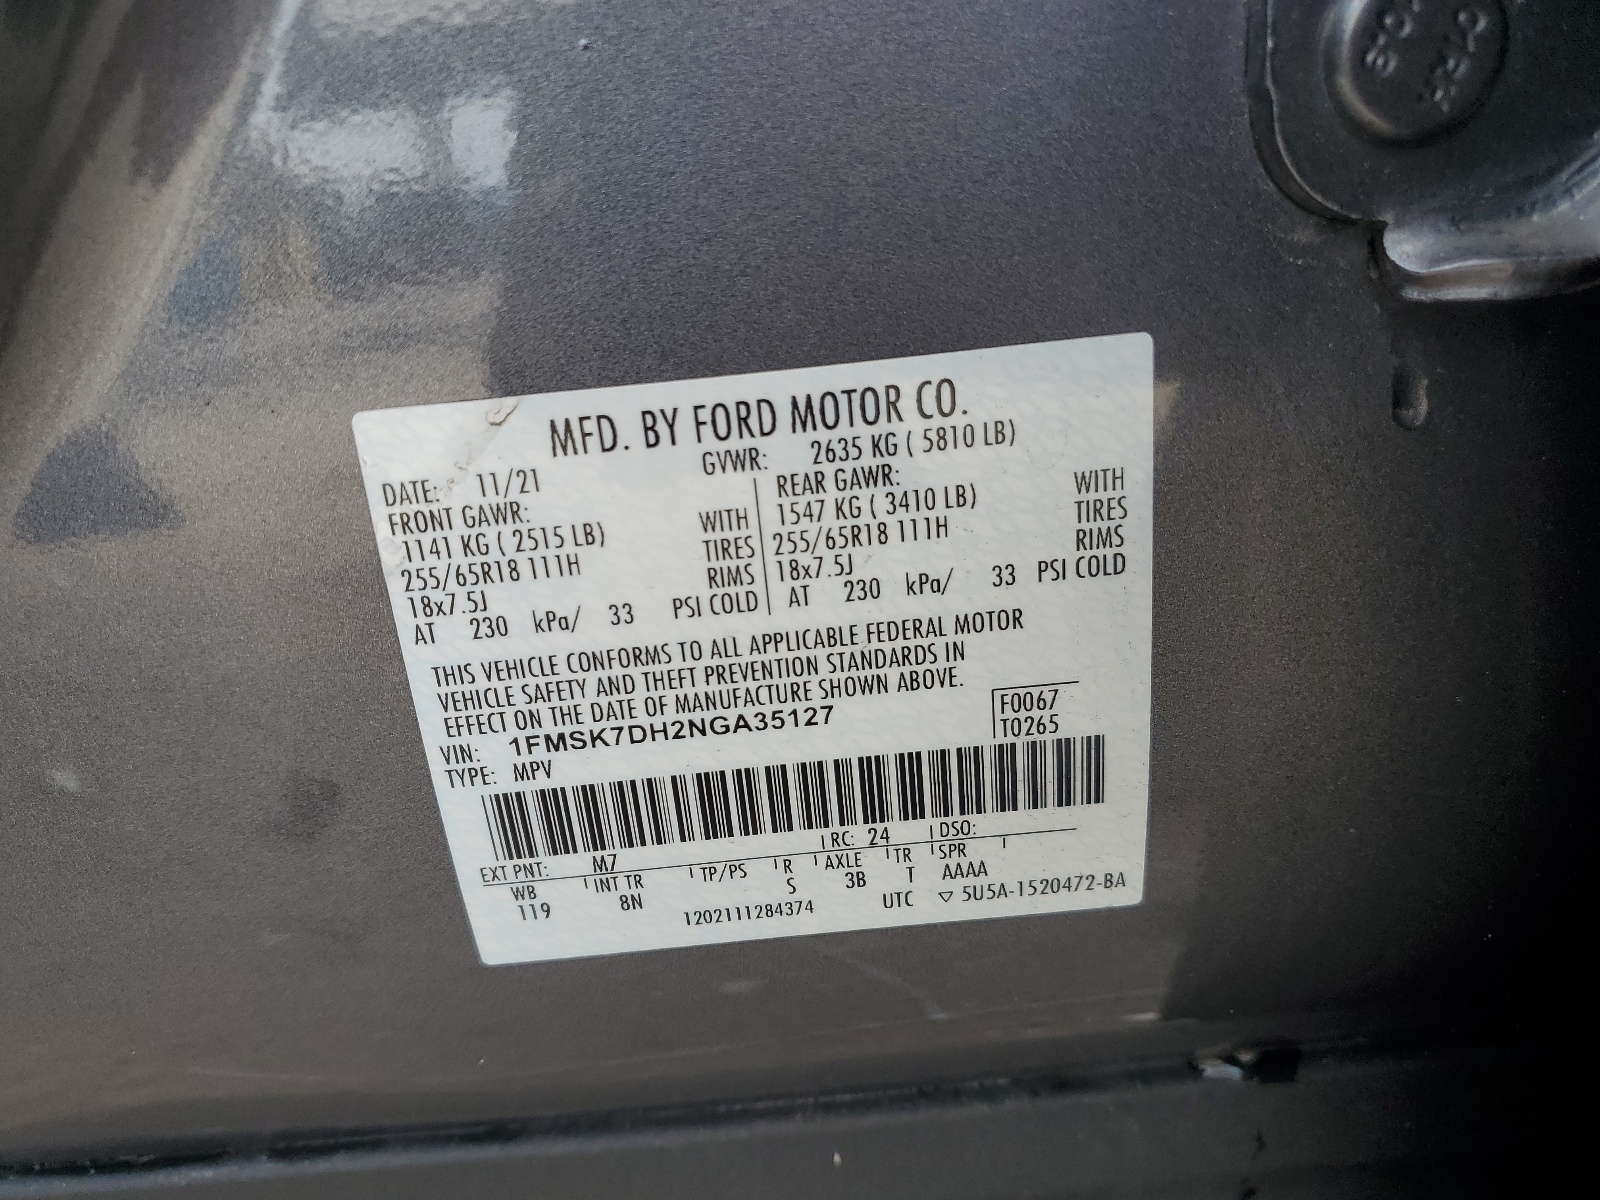 MFD. BY FORD MOTOR CO.
DATE: 11/21 GVWR: 2635 KG ( 5810 LB)
FRONT GAWR:
1141 KG ( 2515 LB) WITH
255/65R18 111H TIRES
18x7.5J RIMS
AT 230 kPa/ 33 PSI COLD
REAR GAWR: WITH
1547 KG ( 3410 LB) TIRES
255/65R18 111H RIMS
18x7.5J
AT 230 kPa/ 33 PSI COLD
THIS VEHICLE CONFORMS TO ALL APPLICABLE FEDERAL MOTOR
VEHICLE SAFETY AND THEFT PREVENTION STANDARDS IN
EFFECT ON THE DATE OF MANUFACTURE SHOWN ABOVE.
VIN: 1FMSK7DH2NGA35127
TYPE: MPV
F0067
T0265
EXT PNT: M7 RC: 24 DSO:
WB INT TR TP/PS R AXLE TR SPR
119 8N S 3B T AAAA
1202111284374 UTC ▽ 5U5A-1520472-BA